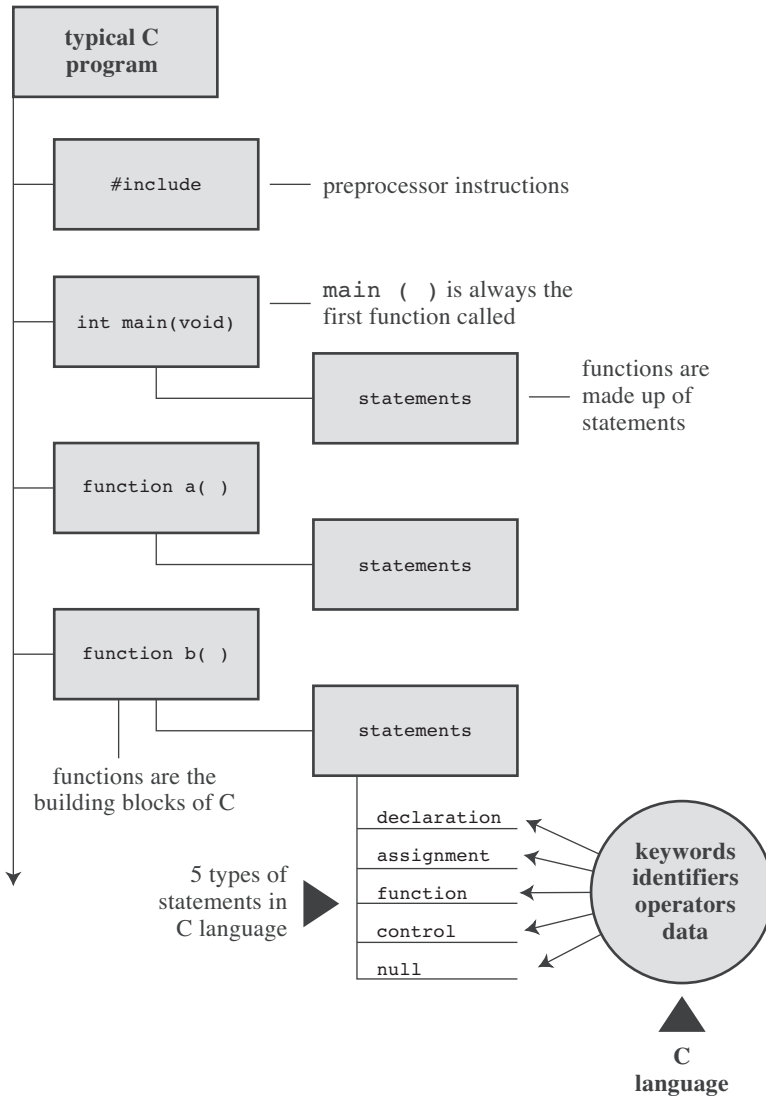 typical C
program
#include
preprocessor instructions
main ( ) is always the
first function called
int main(void)
functions are
made up of
statements
statements
function a( )
statements
function b( )
statements
functions are the
building blocks of C
5 types of
statements in
C language
declaration
assignment
function
control
null
keywords
identifiers
operators
data
C
language